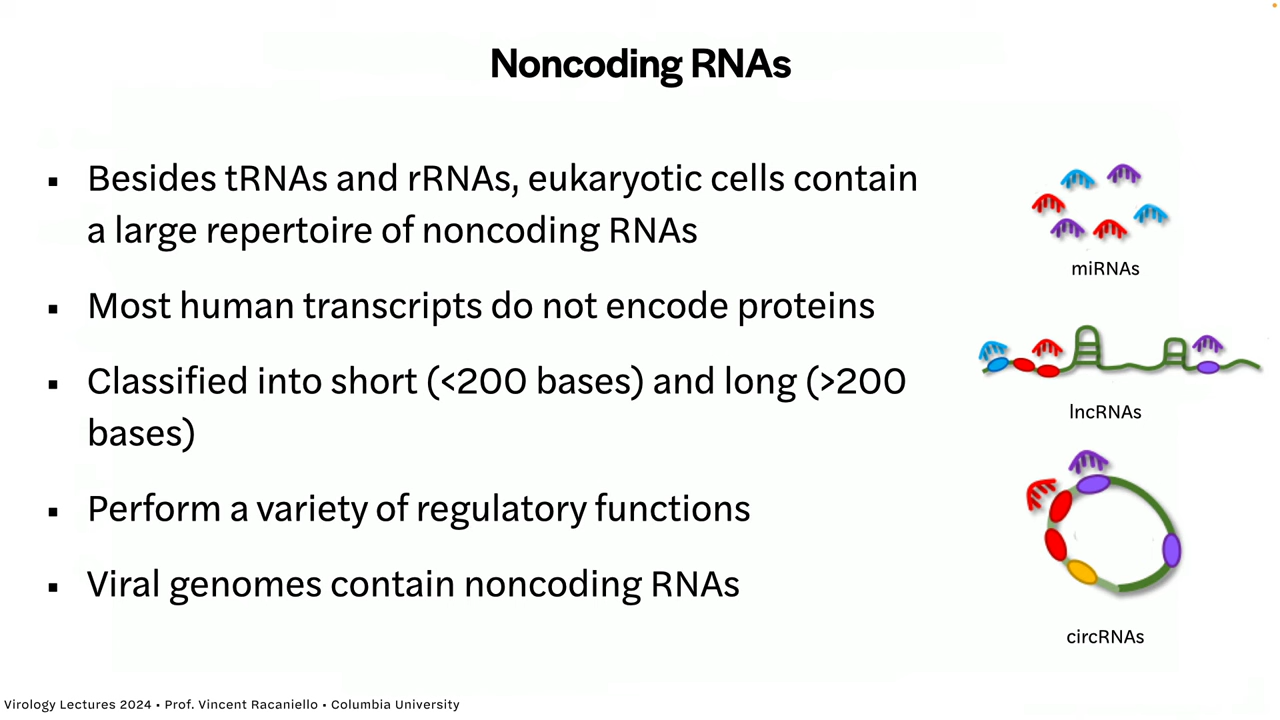 Noncoding RNAs
▪ Besides tRNAs and rRNAs, eukaryotic cells contain
a large repertoire of noncoding RNAs
▪ Most human transcripts do not encode proteins
▪ Classified into short (<200 bases) and long (>200
bases)
▪ Perform a variety of regulatory functions
▪ Viral genomes contain noncoding RNAs
miRNAs
lncRNAs
circRNAs
Virology Lectures 2024 • Prof. Vincent Racaniello • Columbia University